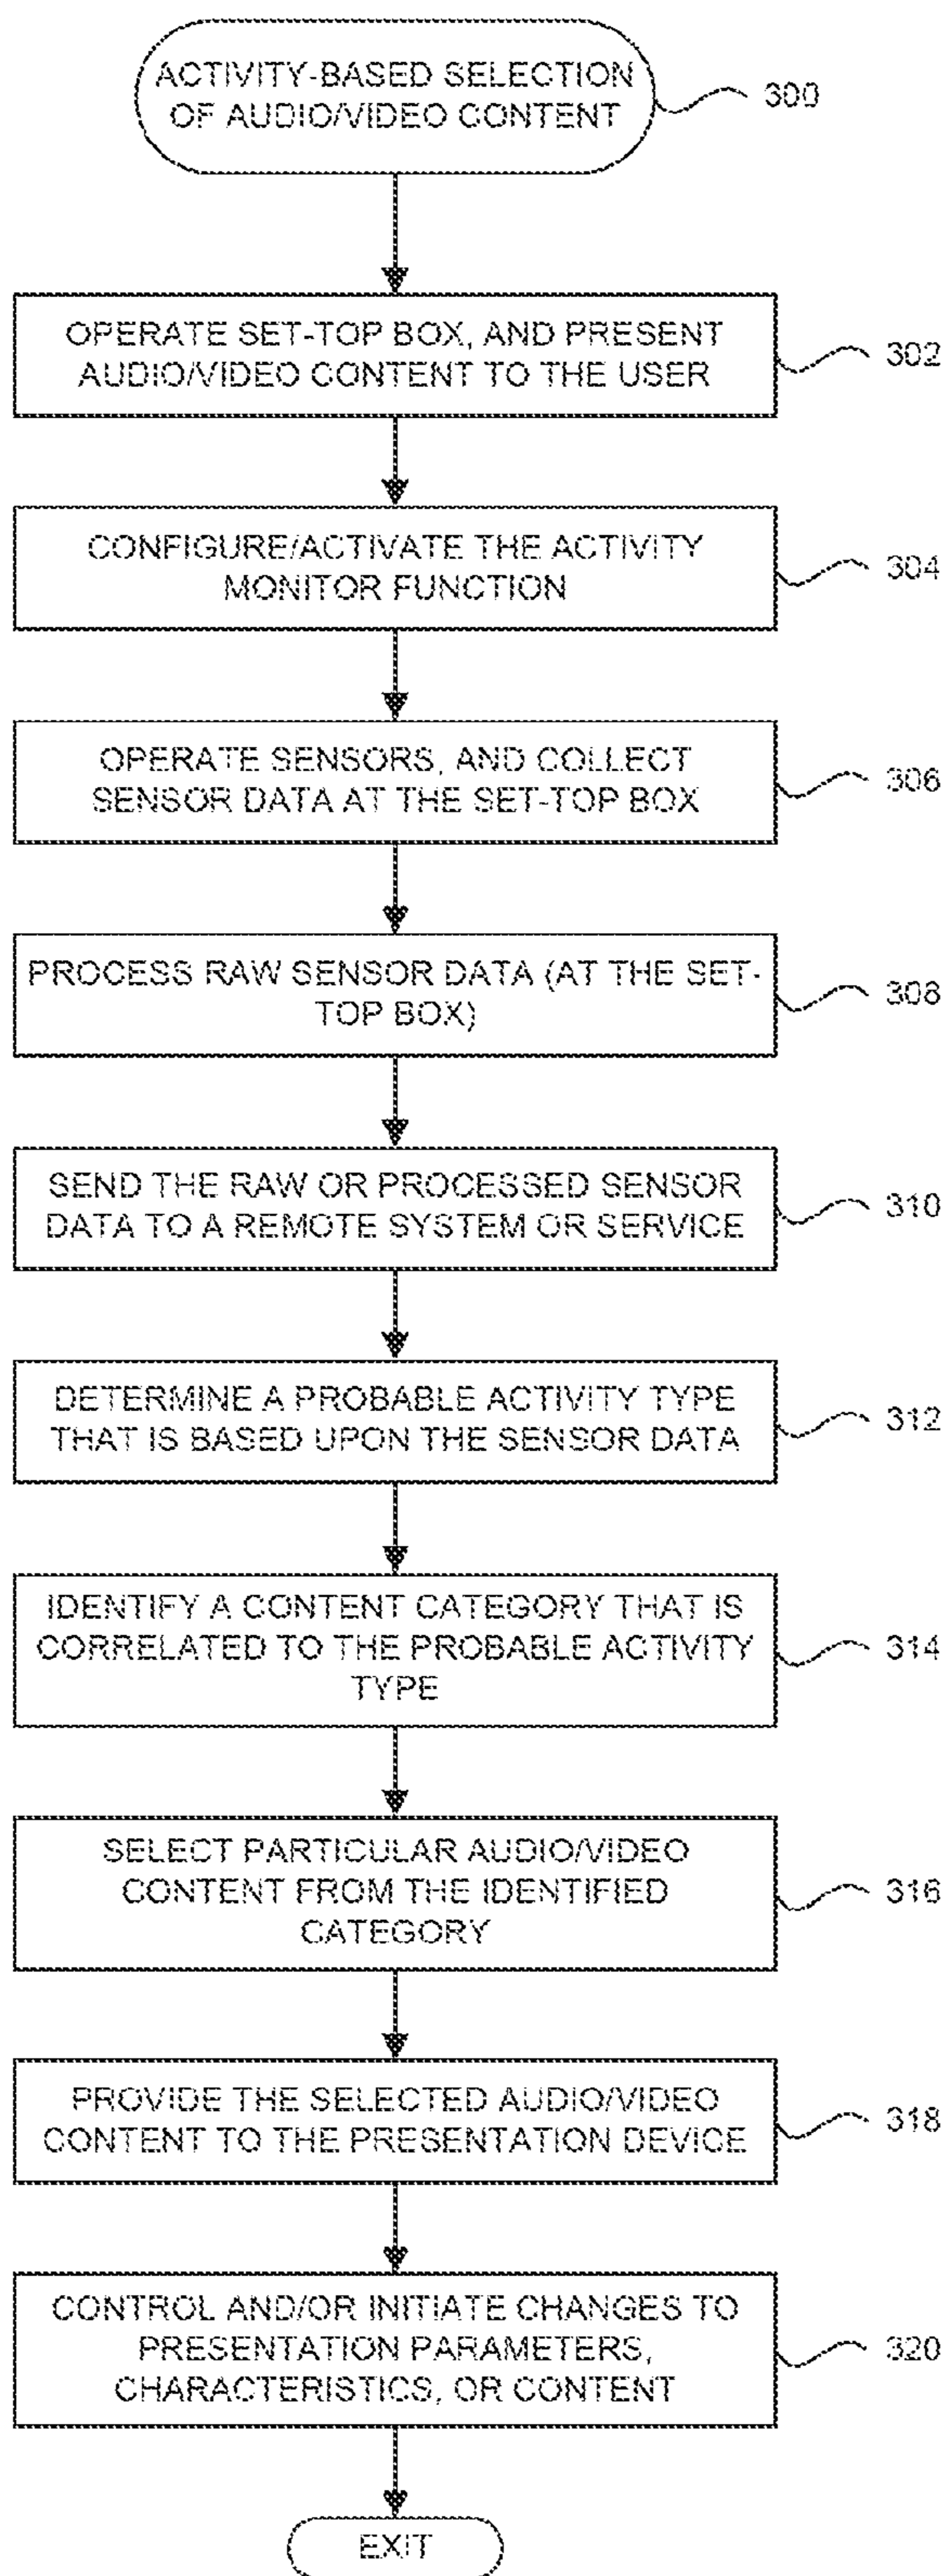 ACTIVITY-BASED SELECTION
OF AUDIO/VIDEO CONTENT
300
OPERATE SET-TOP BOX, AND PRESENT
AUDIO/VIDEO CONTENT TO THE USER
302
CONFIGURE/ACTIVATE THE ACTIVITY
MONITOR FUNCTION
304
OPERATE SENSORS, AND COLLECT
SENSOR DATA AT THE SET-TOP BOX
306
PROCESS RAW SENSOR DATA (AT THE SET-
TOP BOX)
308
SEND THE RAW OR PROCESSED SENSOR
DATA TO A REMOTE SYSTEM OR SERVICE
310
DETERMINE A PROBABLE ACTIVITY TYPE
THAT IS BASED UPON THE SENSOR DATA
312
IDENTIFY A CONTENT CATEGORY THAT IS
CORRELATED TO THE PROBABLE ACTIVITY
TYPE
314
SELECT PARTICULAR AUDIO/VIDEO
CONTENT FROM THE IDENTIFIED
CATEGORY
316
PROVIDE THE SELECTED AUDIO/VIDEO
CONTENT TO THE PRESENTATION DEVICE
318
CONTROL AND/OR INITIATE CHANGES TO
PRESENTATION PARAMETERS,
CHARACTERISTICS, OR CONTENT
320
EXIT